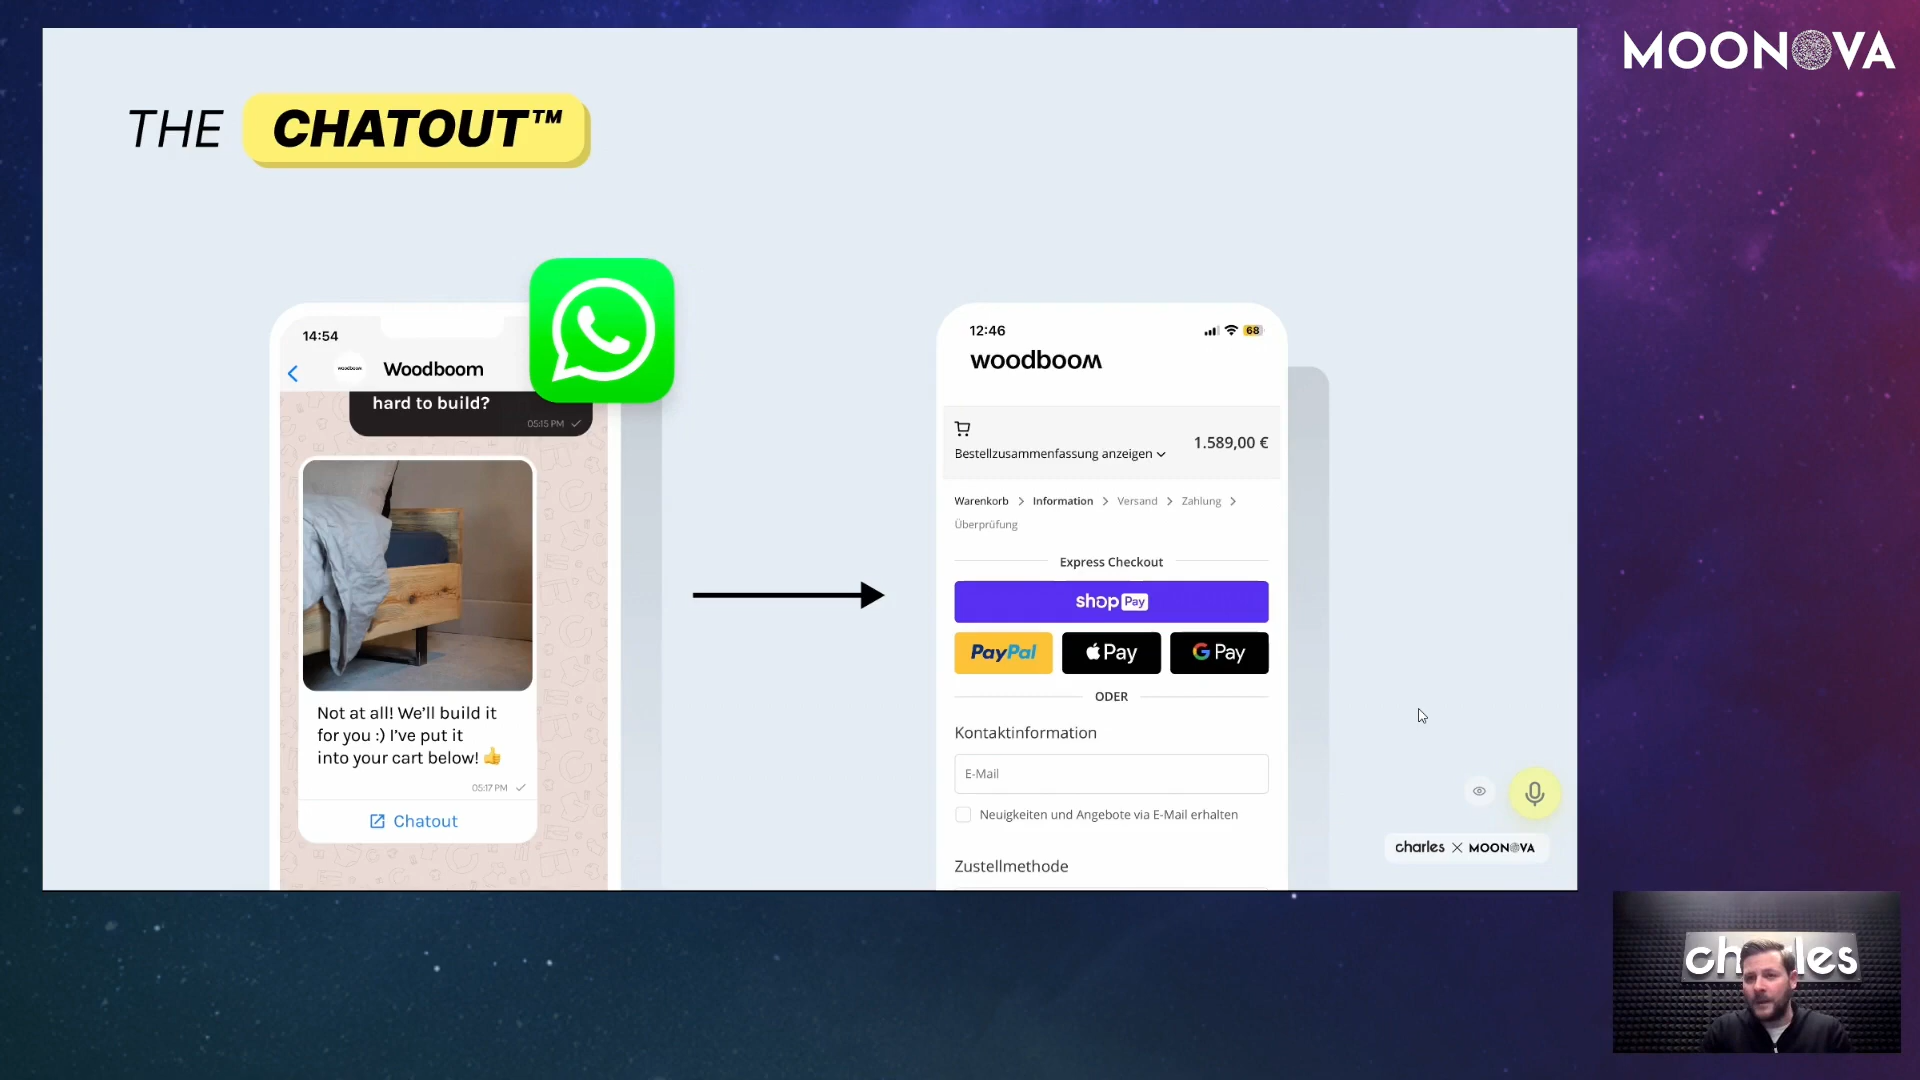 MOONOVA
THE CHATOUT™
14:54
Woodboom
woodboom
hard to build?
05:15 PM
Not at all! We'll build it
for you :) I've put it
into your cart below! 👍
05:17 PM
Chatout
12:46
68
woodboom
Bestellzusammenfassung anzeigen
1.589,00 €
Warenkorb > Information > Versand > Zahlung >
Überprüfung
Express Checkout
shop Pay
PayPal
Pay
G Pay
ODER
Kontaktinformation
E-Mail
Neuigkeiten und Angebote via E-Mail erhalten
Zustellmethode
charles X MOONOVA
charles